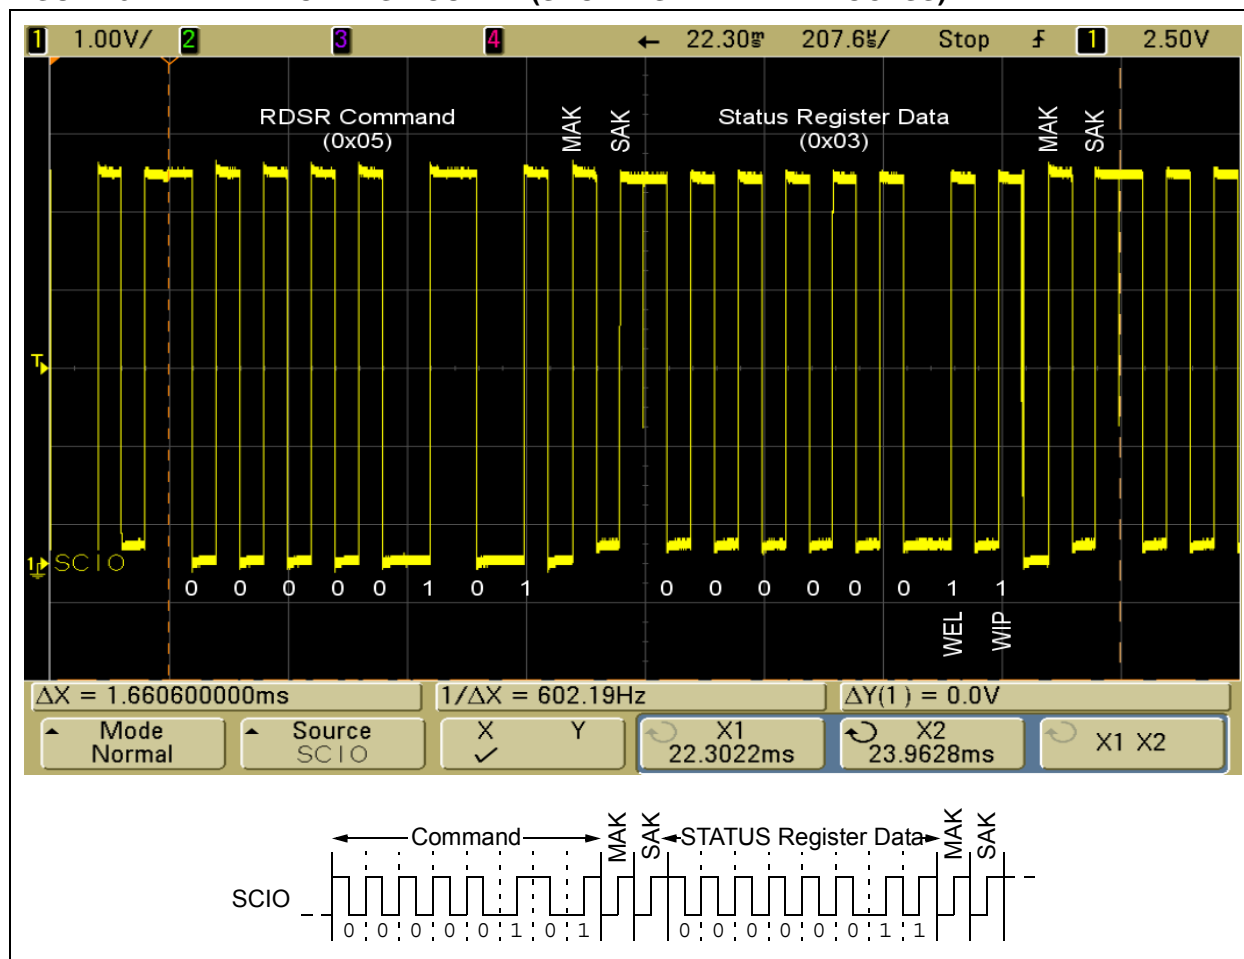 1 1.00V/ 2 3 4 22.30ms 207.6us/ Stop 1 2.50V
RDSR Command
(0x05)
MAK
SAK
Status Register Data
(0x03)
MAK
SAK
T
1
SCIO
0 0 0 0 0 1 0 1 0 0 0 0 0 0 1 1
WEL
WIP
ΔX = 1.660600000ms 1/ΔX = 602.19Hz ΔY(1) = 0.0V
Mode
Normal
Source
SCIO
X Y
✓
X1
22.3022ms
X2
23.9628ms
X1 X2
Command
MAK
SAK
STATUS Register Data
MAK
SAK
SCIO
0 0 0 0 0 1 0 1 0 0 0 0 0 0 1 1